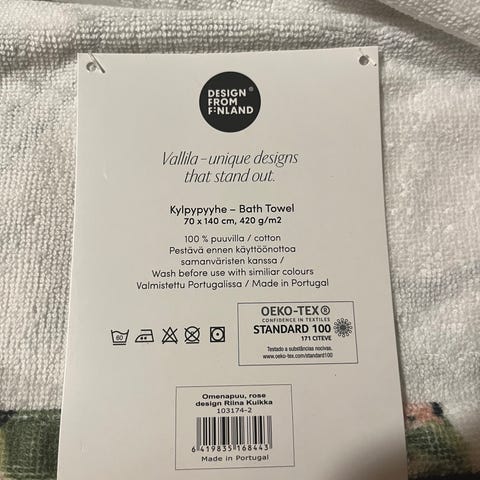 DESIGN ®
FROM
FINLAND
Vallila – unique designs
that stand out.
Kylpypyyhe – Bath Towel
70 x 140 cm, 420 g/m2
100 % puuvilla / cotton
Pestävä ennen käyttöönottoa
samanväristen kanssa /
Wash before use with similiar colours
Valmistettu Portugalissa / Made in Portugal
60
OEKO-TEX®
CONFIDENCE IN TEXTILES
STANDARD 100
171 CITEVE
Testado a substâncias nocivas.
www.oeko-tex.com/standard100
Omenapuu, rose
design Riina Kuikka
103174-2
6 419835 168443
Made in Portugal